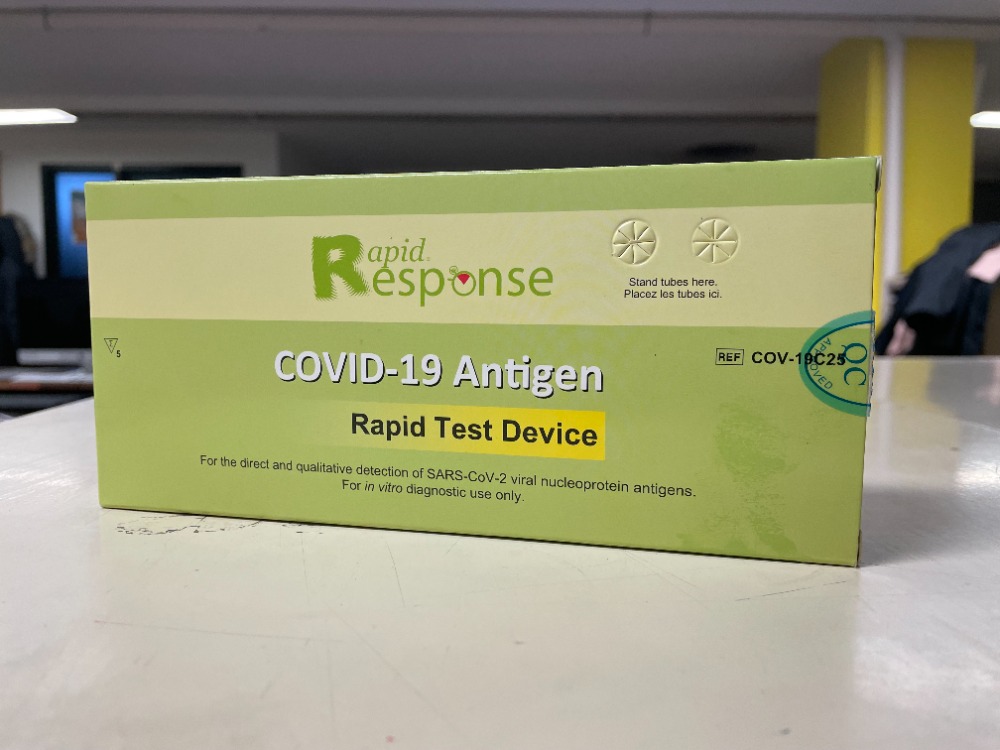 Rapid Response
Stand tubes here.
Placez les tubes ici.
5
REF COV-19C25
QC
APPROVED
COVID-19 Antigen
Rapid Test Device
For the direct and qualitative detection of SARS-CoV-2 viral nucleoprotein antigens.
For in vitro diagnostic use only.